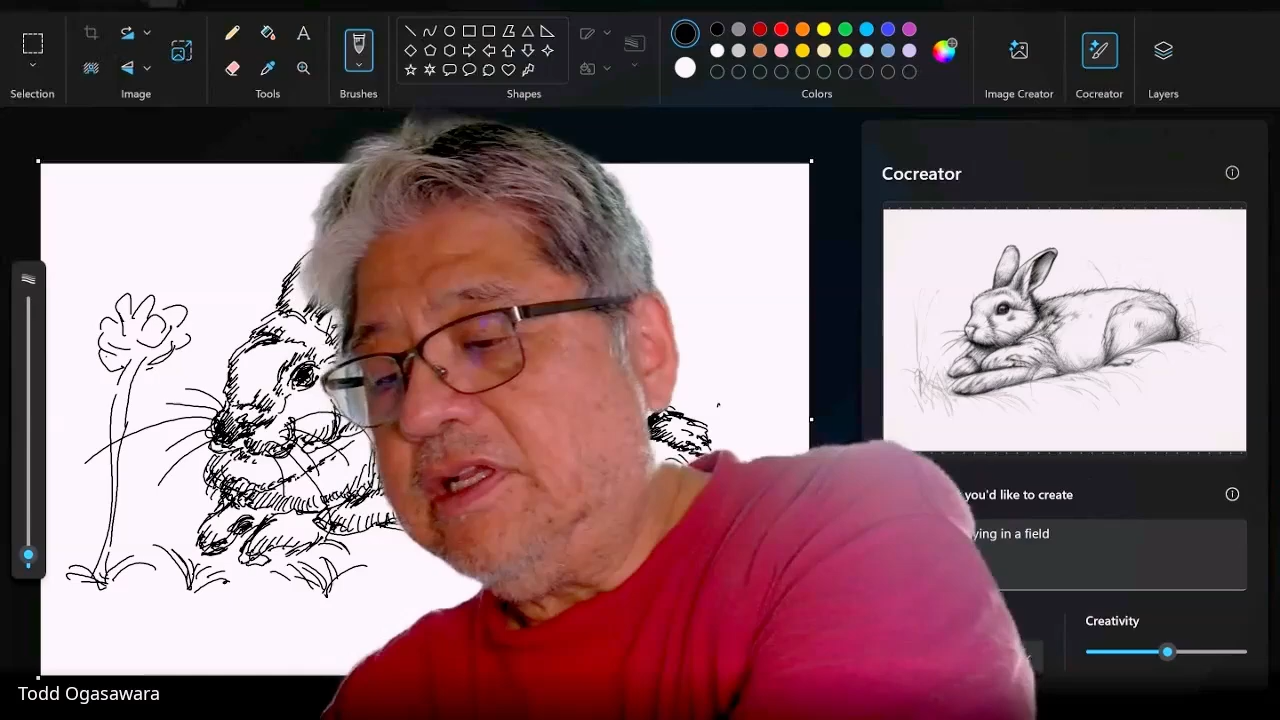 Selection
Image
Tools
Brushes
Shapes
Colors
Image Creator
Cocreator
Layers
A
Cocreator
you'd like to create
ying in a field
Creativity
Todd Ogasawara